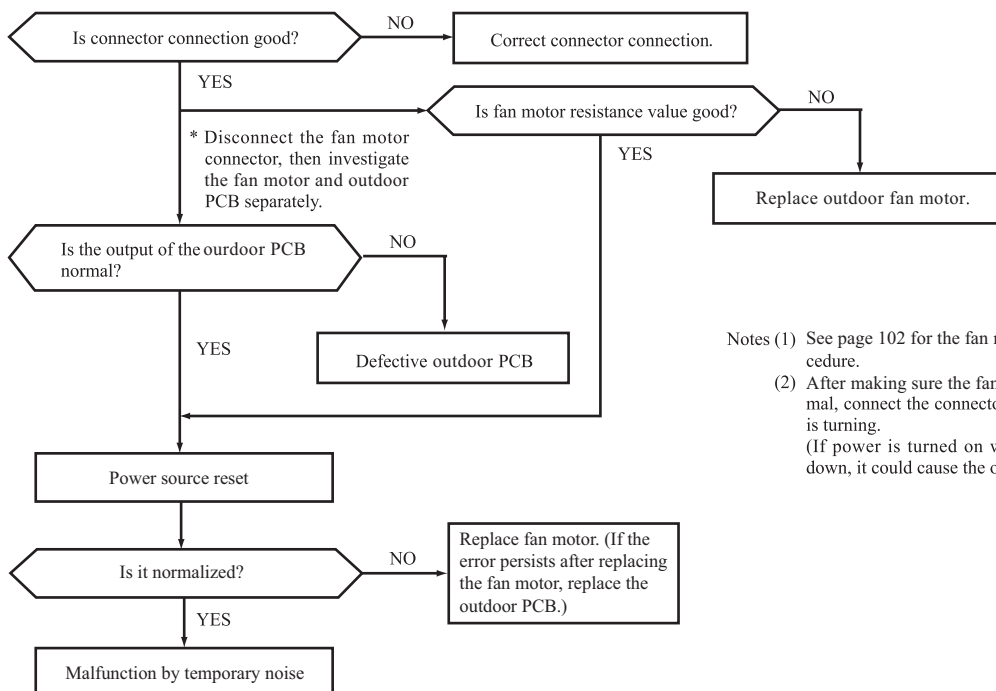 Is connector connection good?
NO
Correct connector connection.
YES
Is fan motor resistance value good?
NO
YES
Replace outdoor fan motor.
* Disconnect the fan motor
connector, then investigate
the fan motor and outdoor
PCB separately.
Is the output of the ourdoor PCB
normal?
NO
YES
Defective outdoor PCB
Notes (1) See page 102 for the fan
cedure.
(2) After making sure the fan
mal, connect the
is turning.
(If power is turned on
down, it could cause the
Power source reset
Is it normalized?
NO
Replace fan motor. (If the
error persists after replacing
the fan motor, replace the
outdoor PCB.)
YES
Malfunction by temporary noise